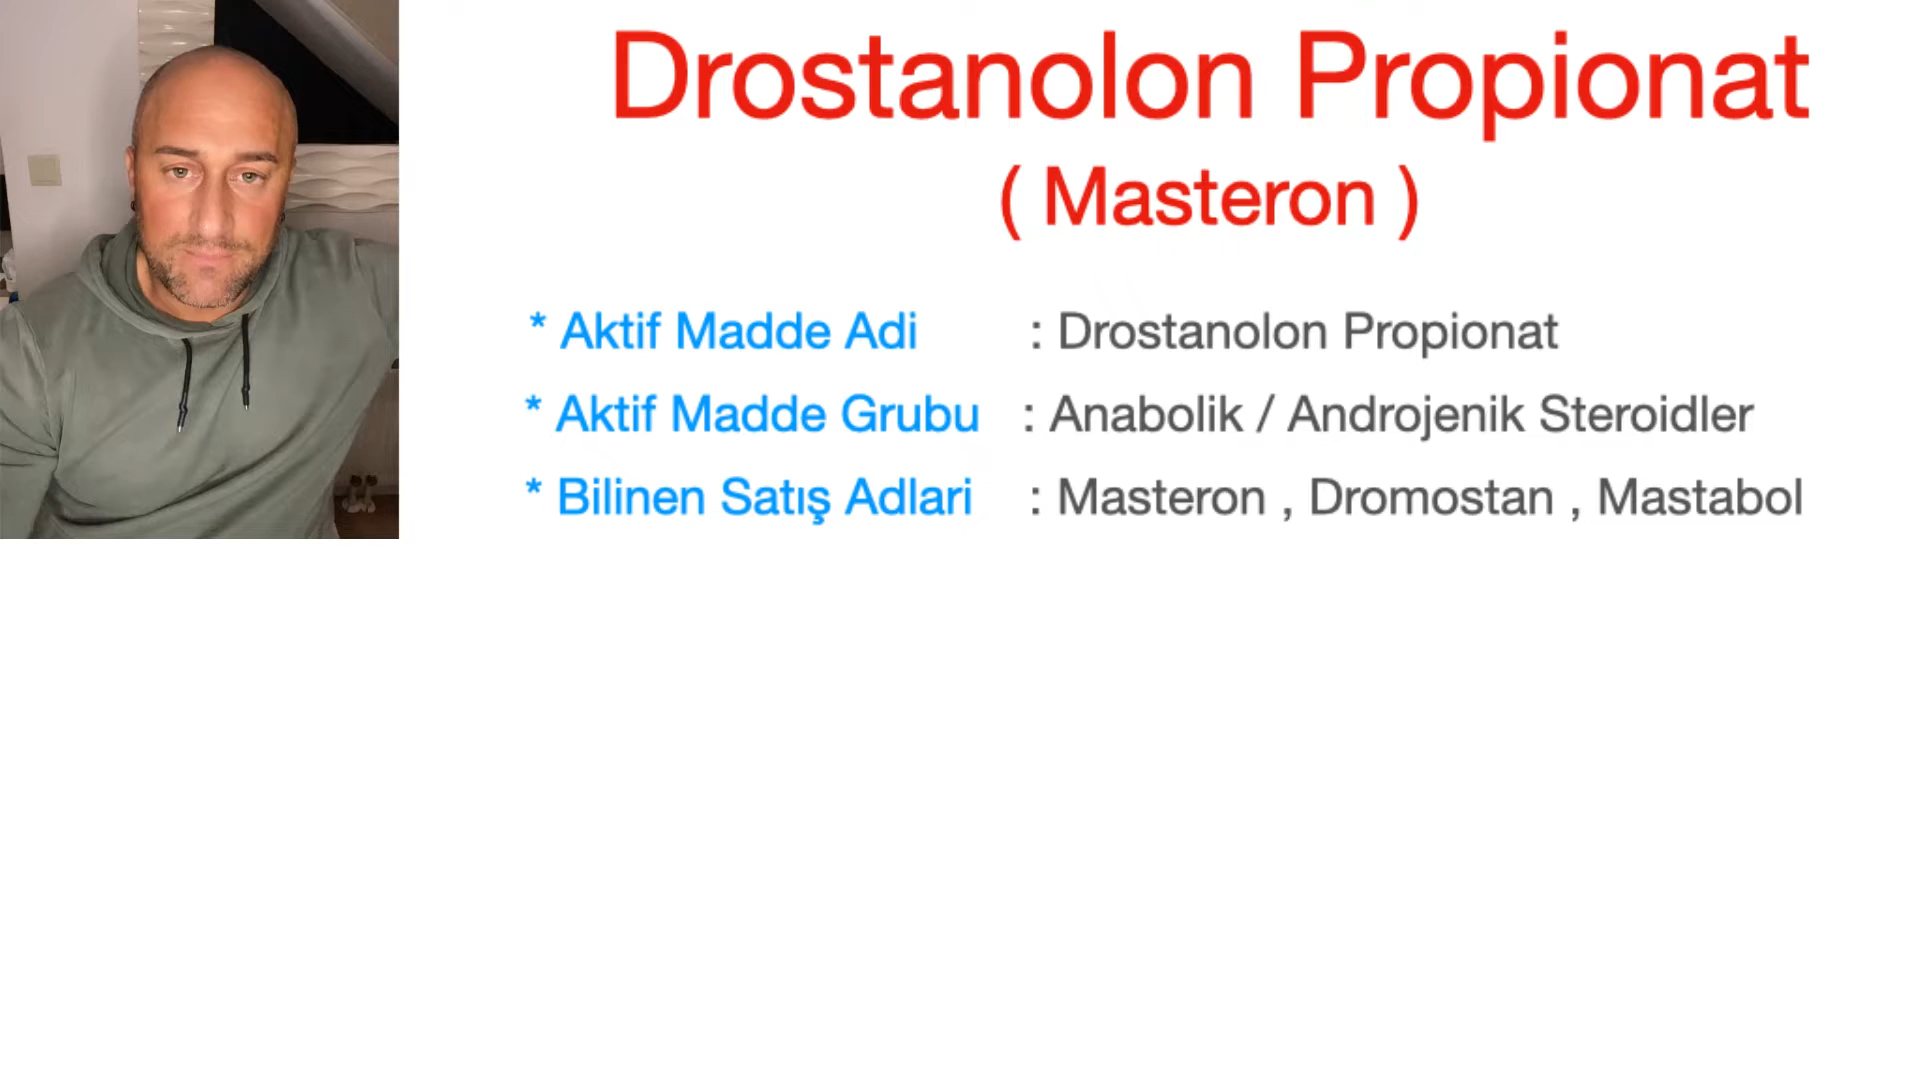 Drostanolon Propionat
( Masteron )
* Aktif Madde Adi : Drostanolon Propionat
* Aktif Madde Grubu : Anabolik / Androjenik Steroidler
* Bilinen Satış Adlari : Masteron , Dromostan , Mastabol